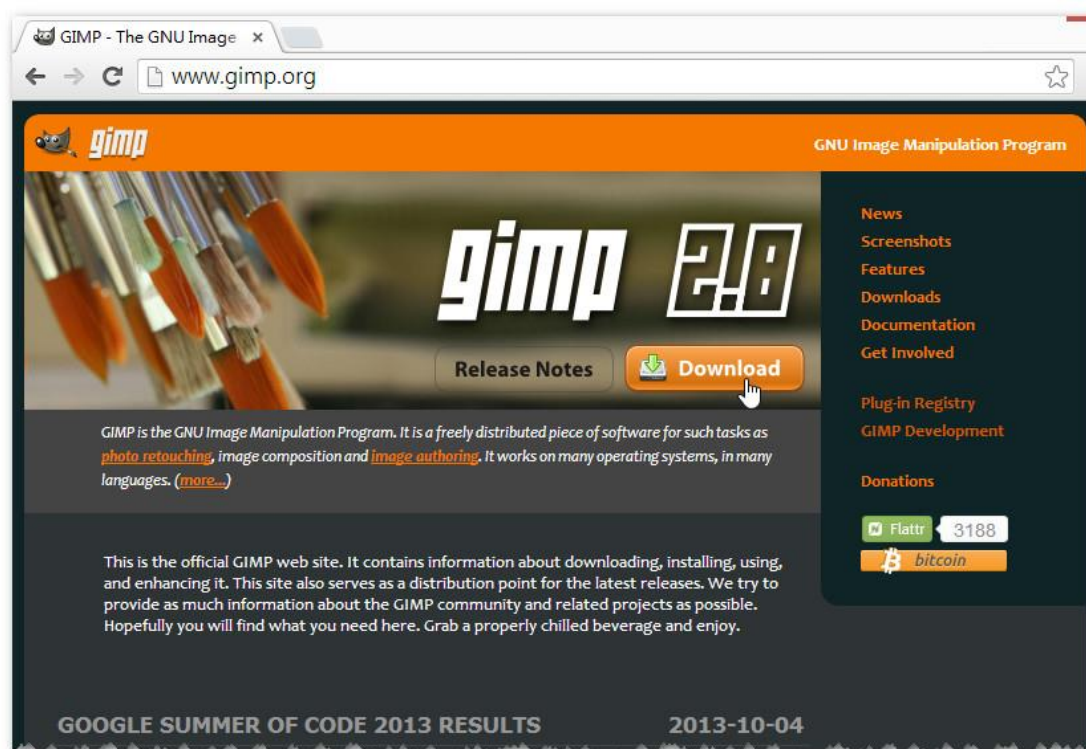 GIMP - The GNU Image
www.gimp.org
gimp
GNU Image Manipulation Program
gimp 2.8
Release Notes
Download
News
Screenshots
Features
Downloads
Documentation
Get Involved
Plug-in Registry
GIMP Development
Donations
Flattr 3188
bitcoin
GIMP is the GNU Image Manipulation Program. It is a freely distributed piece of software for such tasks as
photo retouching, image composition and image authoring. It works on many operating systems, in many
languages. (more...)
This is the official GIMP web site. It contains information about downloading, installing, using,
and enhancing it. This site also serves as a distribution point for the latest releases. We try to
provide as much information about the GIMP community and related projects as possible.
Hopefully you will find what you need here. Grab a properly chilled beverage and enjoy.
GOOGLE SUMMER OF CODE 2013 RESULTS 2013-10-04